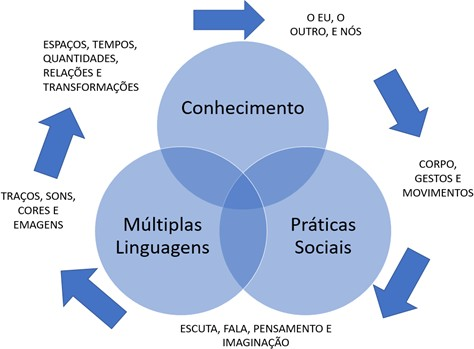 O EU, O
OUTRO, E NÓS
ESPAÇOS, TEMPOS,
QUANTIDADES,
RELAÇÕES E
TRANSFORMAÇÕES
Conhecimento
CORPO,
GESTOS E
MOVIMENTOS
TRAÇOS, SONS,
CORES E
EMAGENS
Múltiplas
Linguagens
Práticas
Sociais
ESCUTA, FALA, PENSAMENTO E
IMAGINAÇÃO